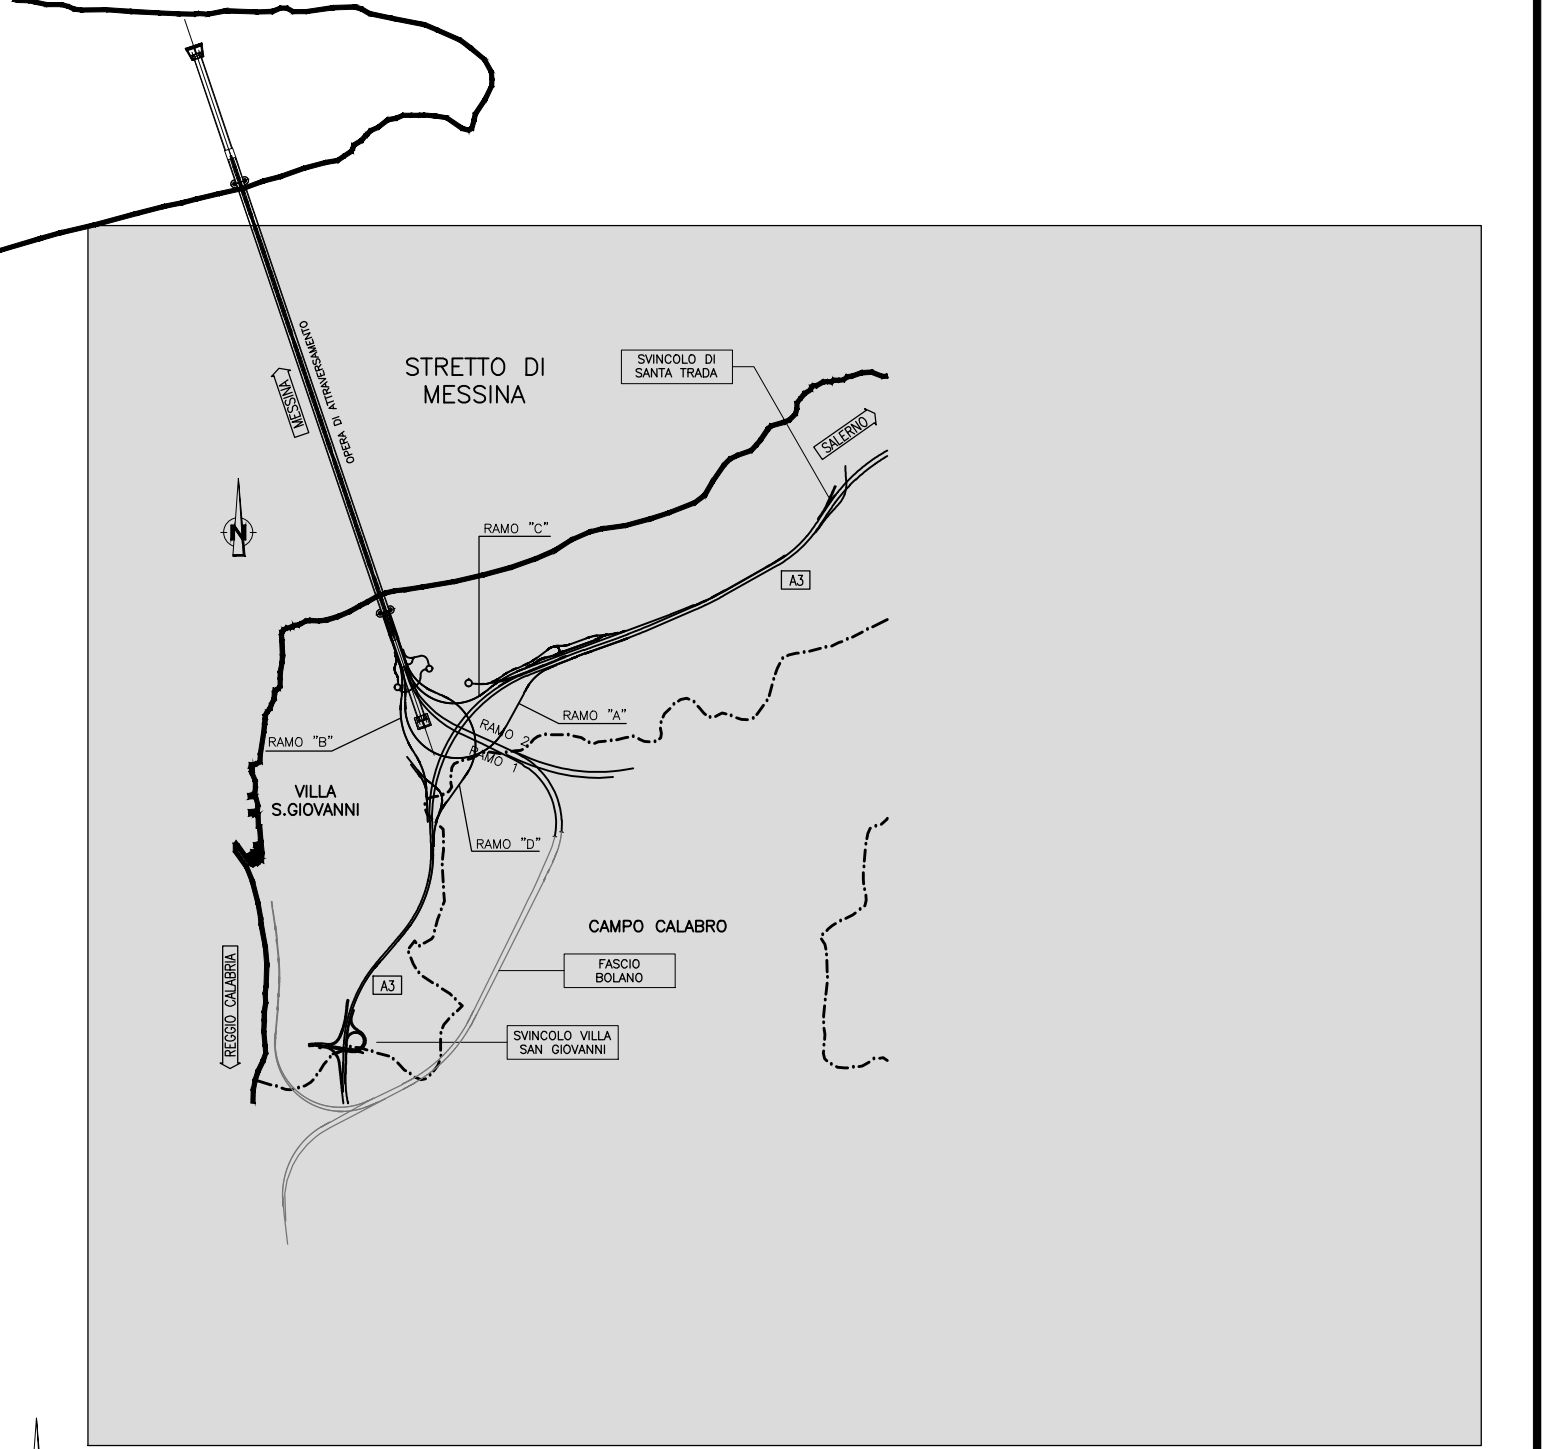 OPERA DI ATTRAVERSAMENTO
MESSINA
STRETTO DI
MESSINA
SVINCOLO DI
SANTA TRADA
SALERNO
N
RAMO "C"
A3
RAMO "A"
RAMO 2
RAMO "B"
RAMO 1
VILLA
S.GIOVANNI
RAMO "D"
CAMPO CALABRO
FASCIO
BOLANO
REGGIO CALABRIA
A3
SVINCOLO VILLA
SAN GIOVANNI